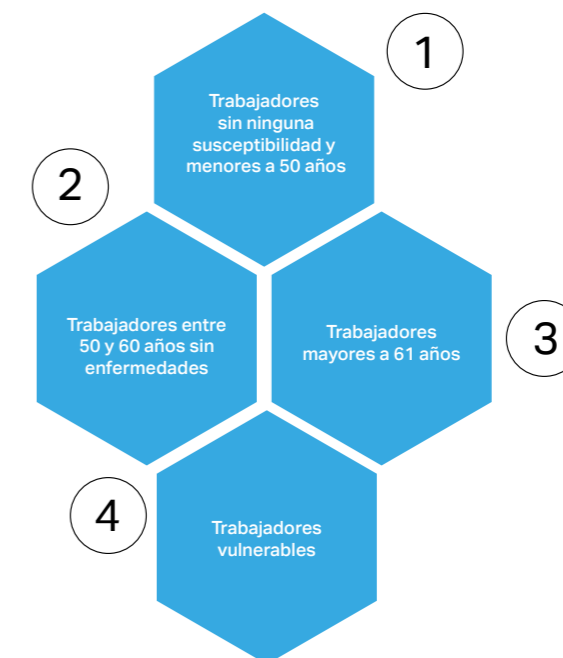 1
Trabajadores
sin ninguna
susceptibilidad y
menores a 50 años
2
Trabajadores entre
50 y 60 años sin
enfermedades
3
Trabajadores
mayores a 61 años
4
Trabajadores
vulnerables